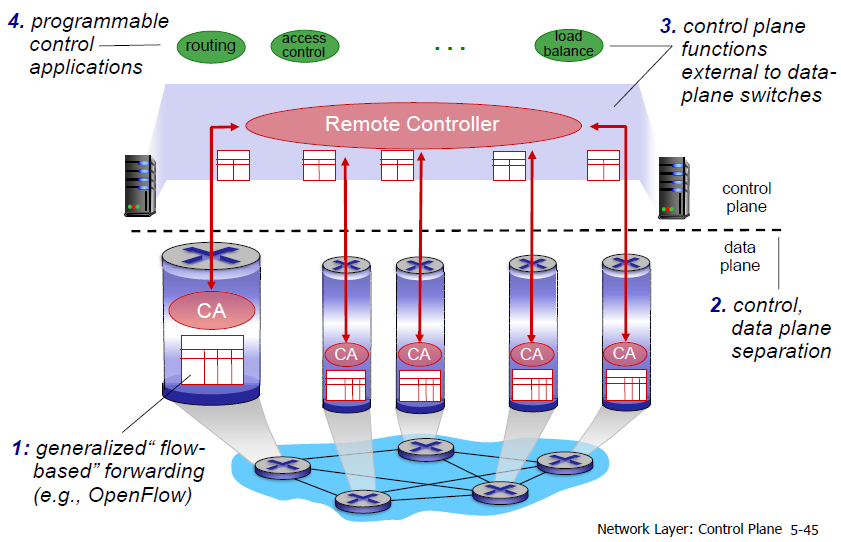 4. programmable
control
applications
routing
access
control
. . .
load
balance
3. control plane
functions
external to data-
plane switches
Remote Controller
control
plane
data
plane
CA
CA
CA
CA
CA
2. control,
data plane
separation
1: generalized“ flow-
based” forwarding
(e.g., OpenFlow)
Network Layer: Control Plane 5-45